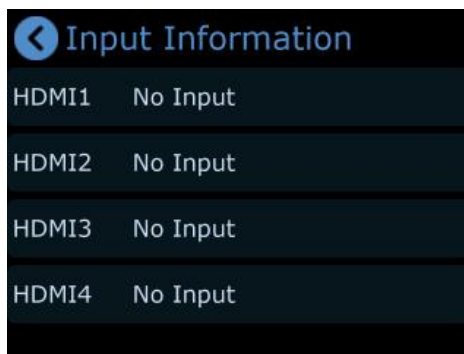 Input Information
HDMI1 No Input
HDMI2 No Input
HDMI3 No Input
HDMI4 No Input